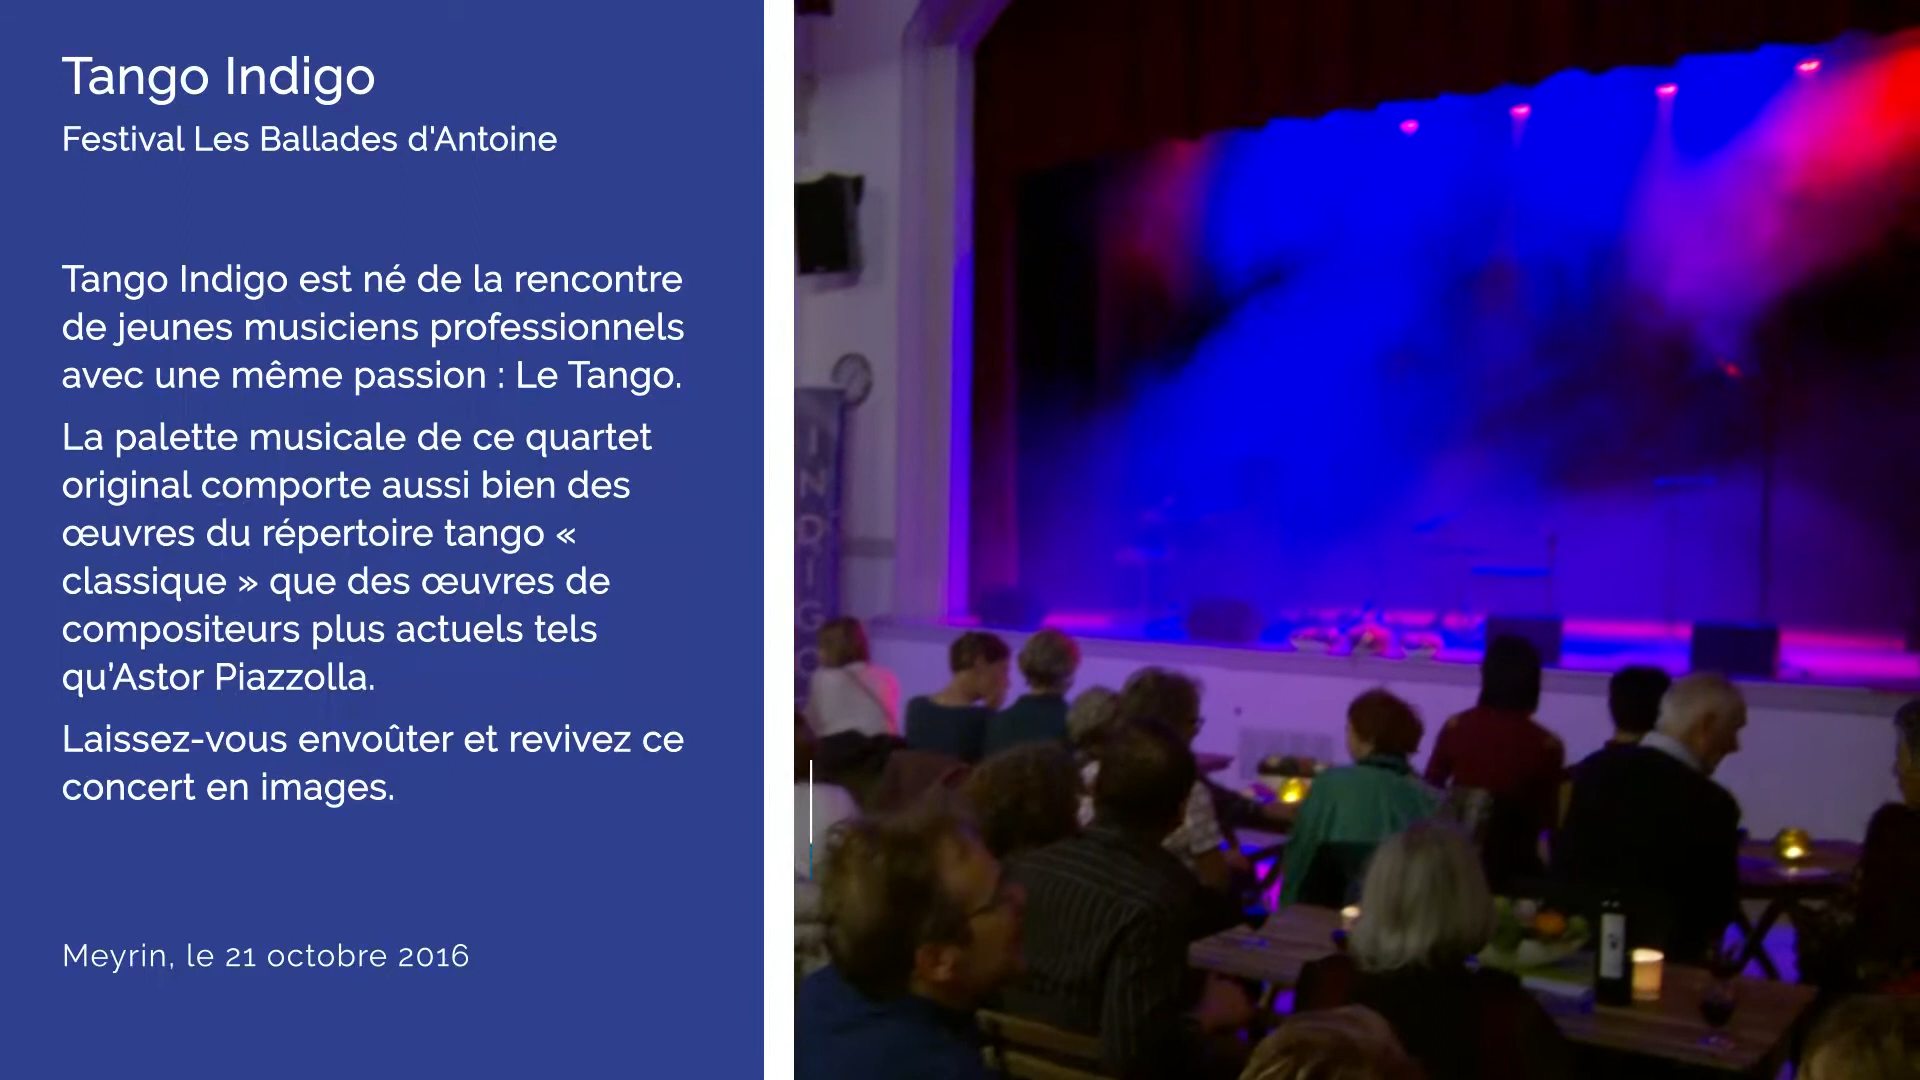 Tango Indigo
Festival Les Ballades d'Antoine
Tango Indigo est né de la rencontre
de jeunes musiciens professionnels
avec une même passion : Le Tango.
La palette musicale de ce quartet
original comporte aussi bien des
œuvres du répertoire tango «
classique » que des œuvres de
compositeurs plus actuels tels
qu’Astor Piazzolla.
Laissez-vous envoûter et revivez ce
concert en images.
Meyrin, le 21 octobre 2016
INDIGO